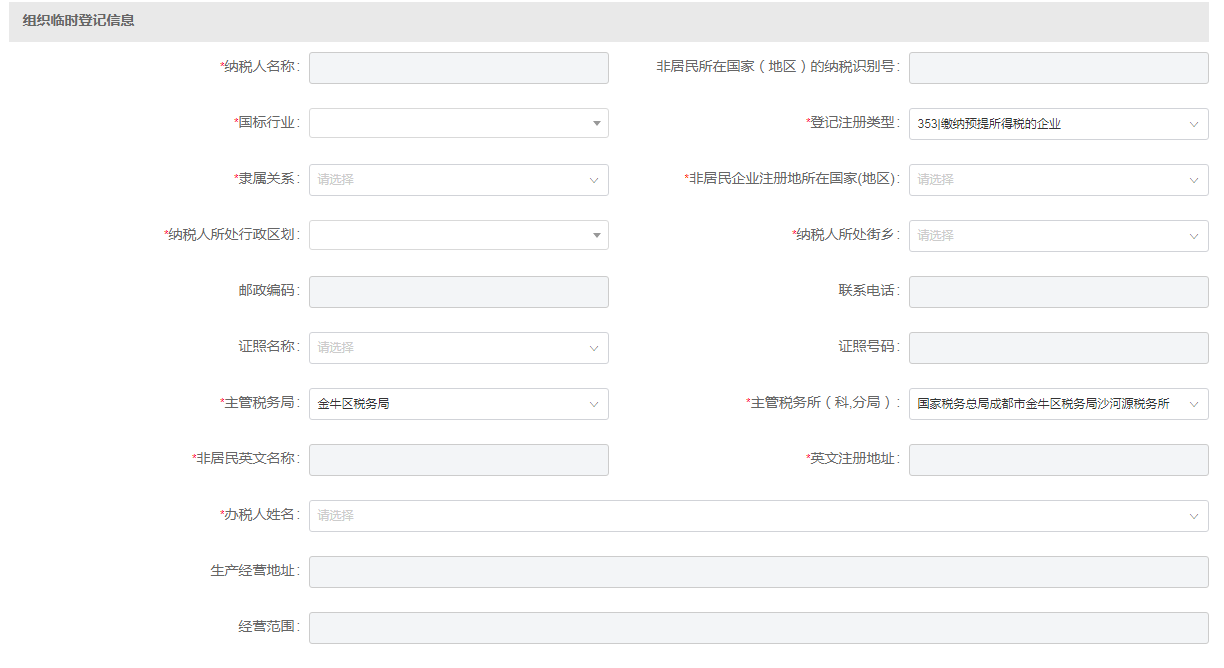 组织临时登记信息
*纳税人名称: 非居民所在国家（地区）的纳税识别号:
*国标行业: *登记注册类型: 353|缴纳预提所得税的企业
*隶属关系: 请选择 *非居民企业注册地所在国家(地区): 请选择
*纳税人所处行政区划: *纳税人所处街乡: 请选择
邮政编码: 联系电话:
证照名称: 请选择 证照号码:
*主管税务局: 金牛区税务局 *主管税务所（科,分局）: 国家税务总局成都市金牛区税务局沙河源税务所
*非居民英文名称: *英文注册地址:
*办税人姓名: 请选择
生产经营地址:
经营范围: